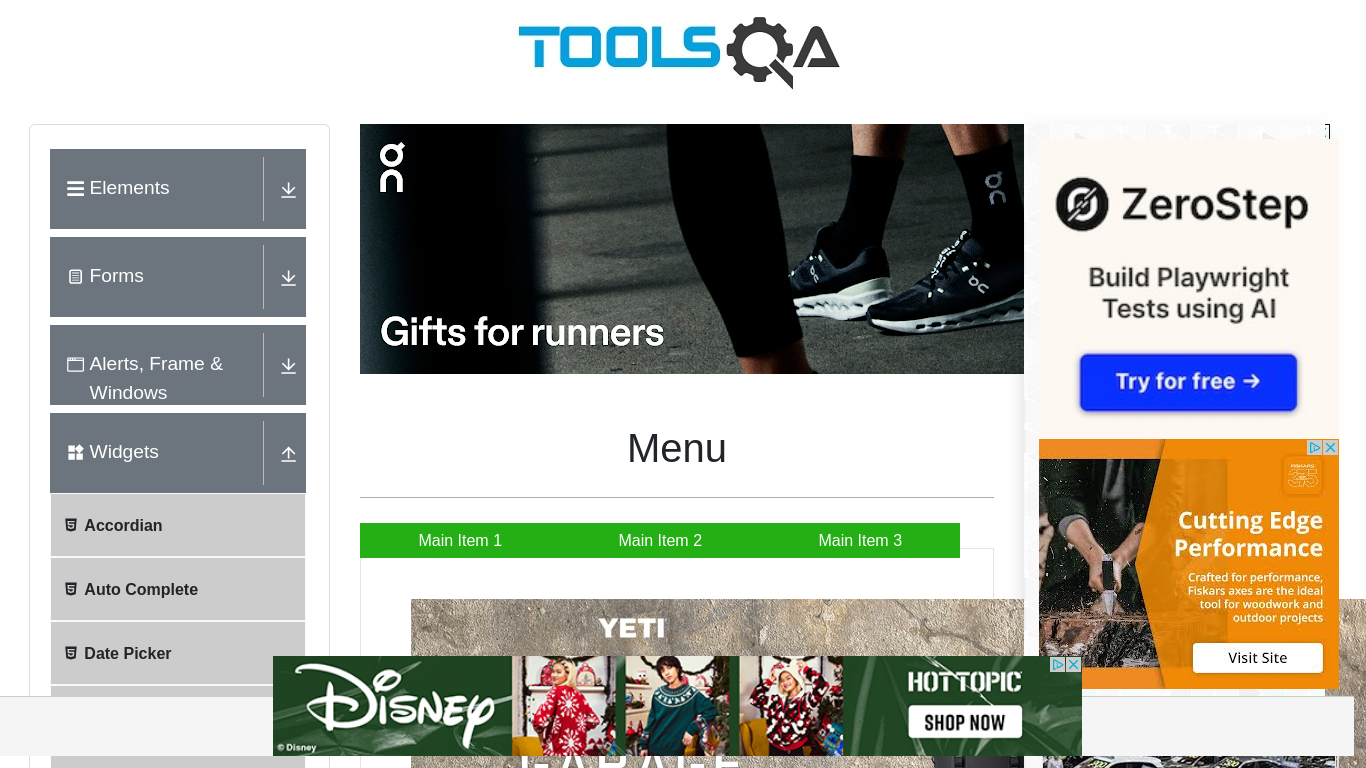 TOOLSQA
Elements
Forms
Alerts, Frame &
Windows
Widgets
Accordian
Auto Complete
Date Picker
on
Gifts for runners
Menu
Main Item 1
Main Item 2
Main Item 3
YETI
ZeroStep
Build Playwright
Tests using AI
Try for free →
FISKARS
Cutting Edge
Performance
Crafted for performance,
Fiskars axes are the ideal
tool for woodwork and
outdoor projects
Visit Site
Disney
© Disney
HOT TOPIC
SHOP NOW